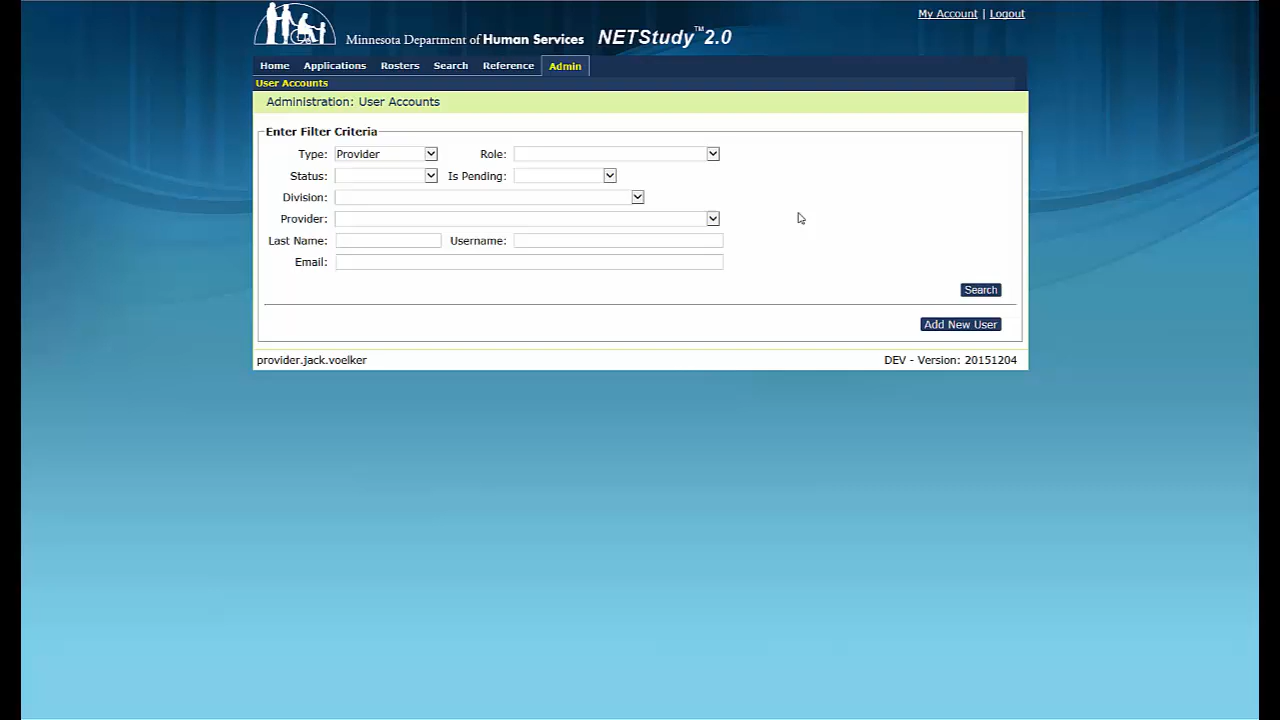 My Account | Logout
Minnesota Department of Human Services NETStudy™ 2.0
Home Applications Rosters Search Reference Admin
User Accounts
Administration: User Accounts
Enter Filter Criteria
Type: Provider Role:
Status: Is Pending:
Division:
Provider:
Last Name: Username:
Email:
Search
Add New User
provider.jack.voelker DEV - Version: 20151204